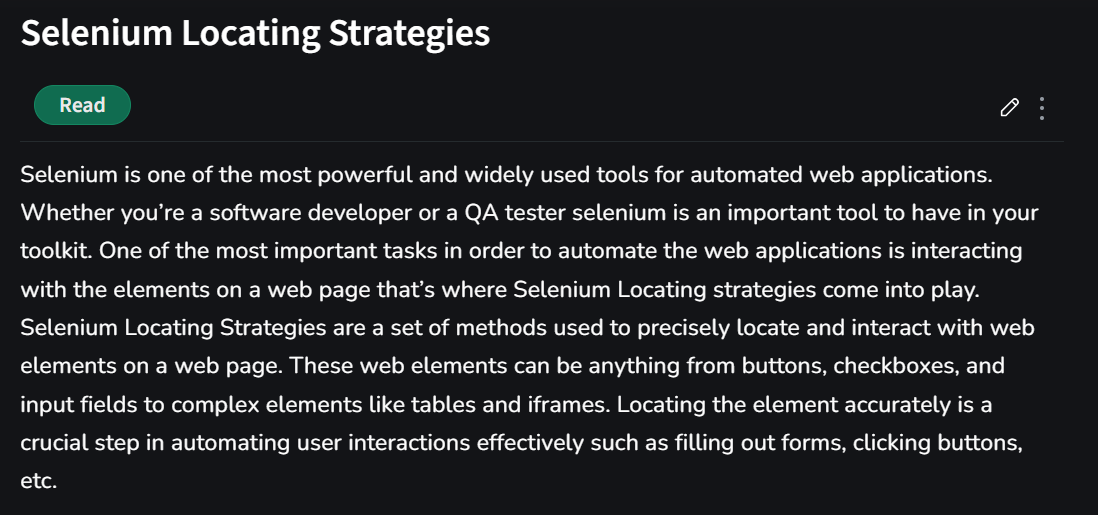 Selenium Locating Strategies
Read
Selenium is one of the most powerful and widely used tools for automated web applications.
Whether you’re a software developer or a QA tester selenium is an important tool to have in your
toolkit. One of the most important tasks in order to automate the web applications is interacting
with the elements on a web page that’s where Selenium Locating strategies come into play.
Selenium Locating Strategies are a set of methods used to precisely locate and interact with web
elements on a web page. These web elements can be anything from buttons, checkboxes, and
input fields to complex elements like tables and iframes. Locating the element accurately is a
crucial step in automating user interactions effectively such as filling out forms, clicking buttons,
etc.